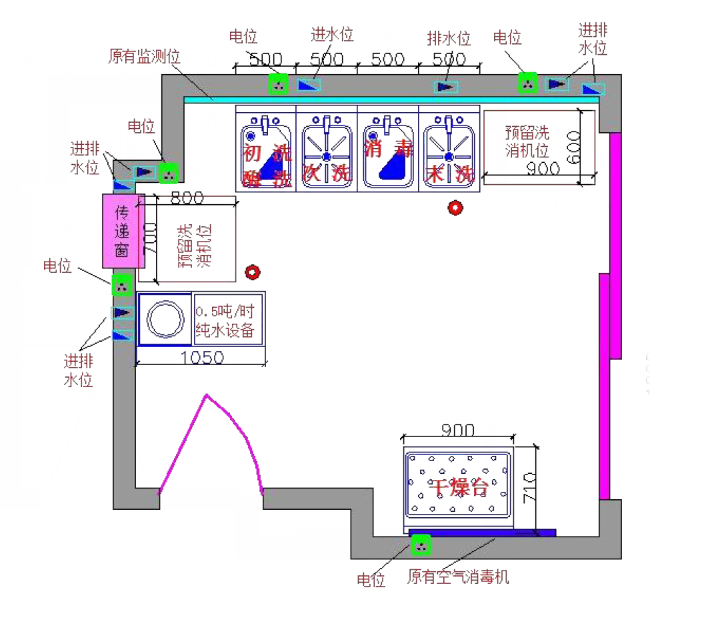 电位
进水位
排水位
电位
进排
水位
原有监测位
500
500
500
500
电位
进排
水位
初 洗
酶 洗
次 洗
消 毒
末 洗
预留洗
消机位
900
600
800
700
传
递
窗
预留洗
消机位
电位
进排
水位
0.5吨/时
纯水设备
1050
900
710
干燥台
电位
原有空气消毒机